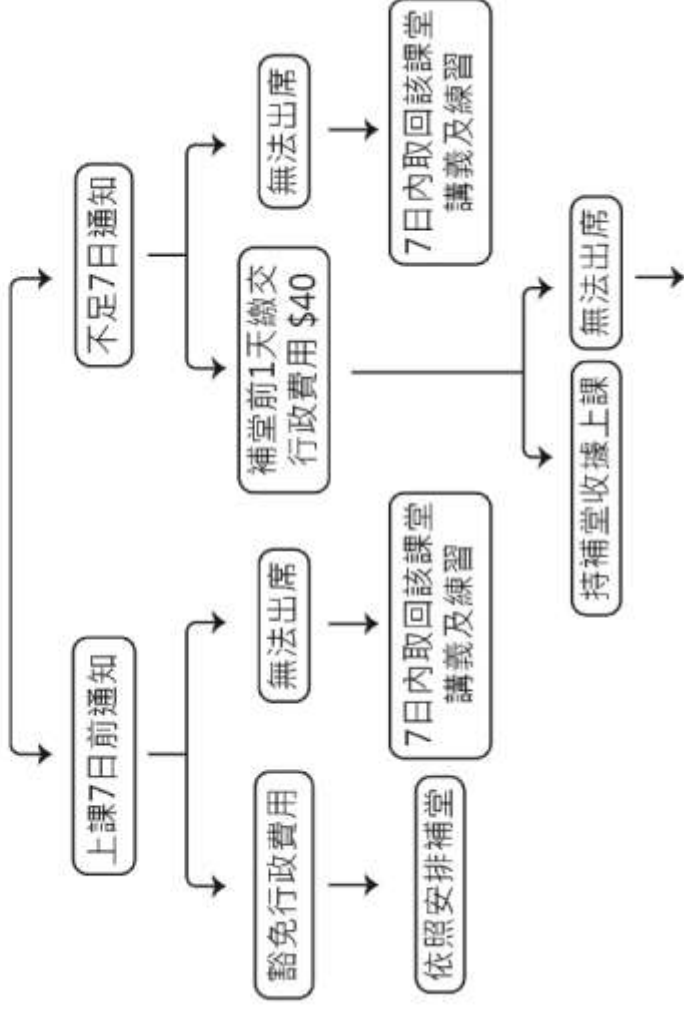 上課7日前通知
不足7日通知
豁免行政費用
無法出席
補堂前1天繳交
行政費用 $40
無法出席
依照安排補堂
7日內取回該課堂
講義及練習
7日內取回該課堂
講義及練習
持補堂收據上課
無法出席